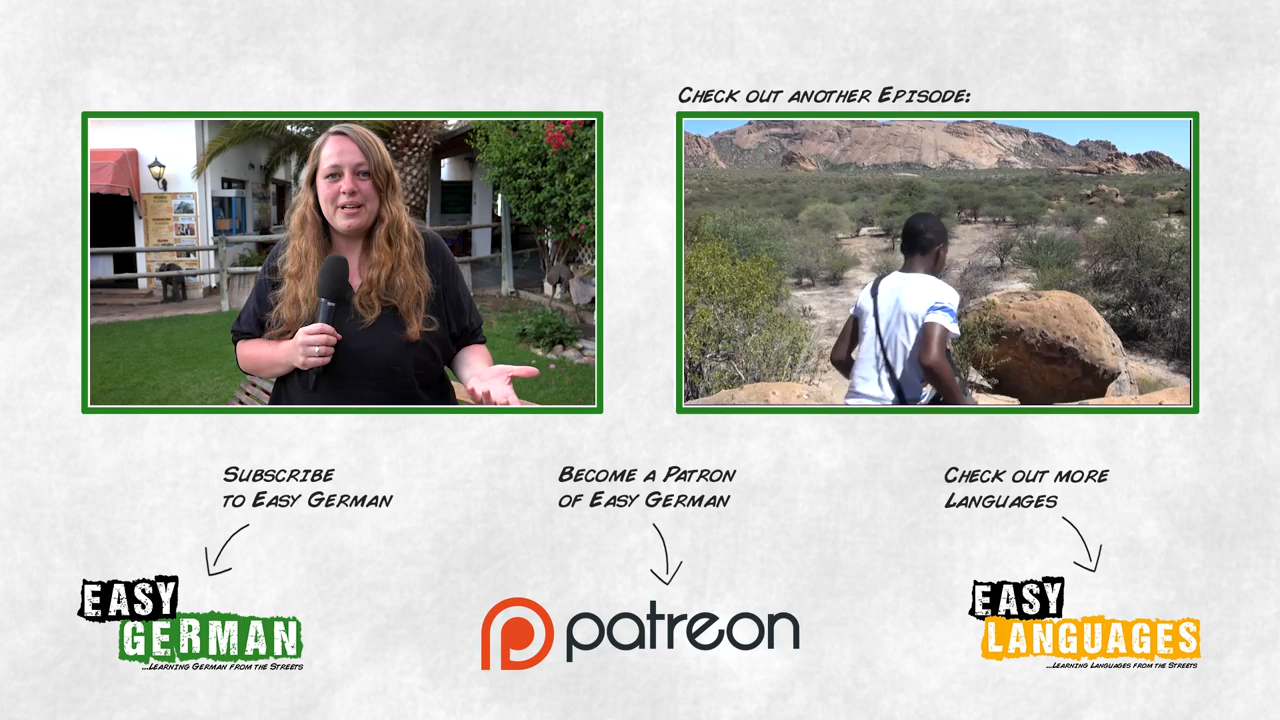 Check out another Episode:
Subscribe
to Easy German
Become a Patron
of Easy German
Check out more
Languages
EASY
GERMAN
...Learning German from the Streets
patreon
EASY
LANGUAGES
...Learning Languages from the Streets